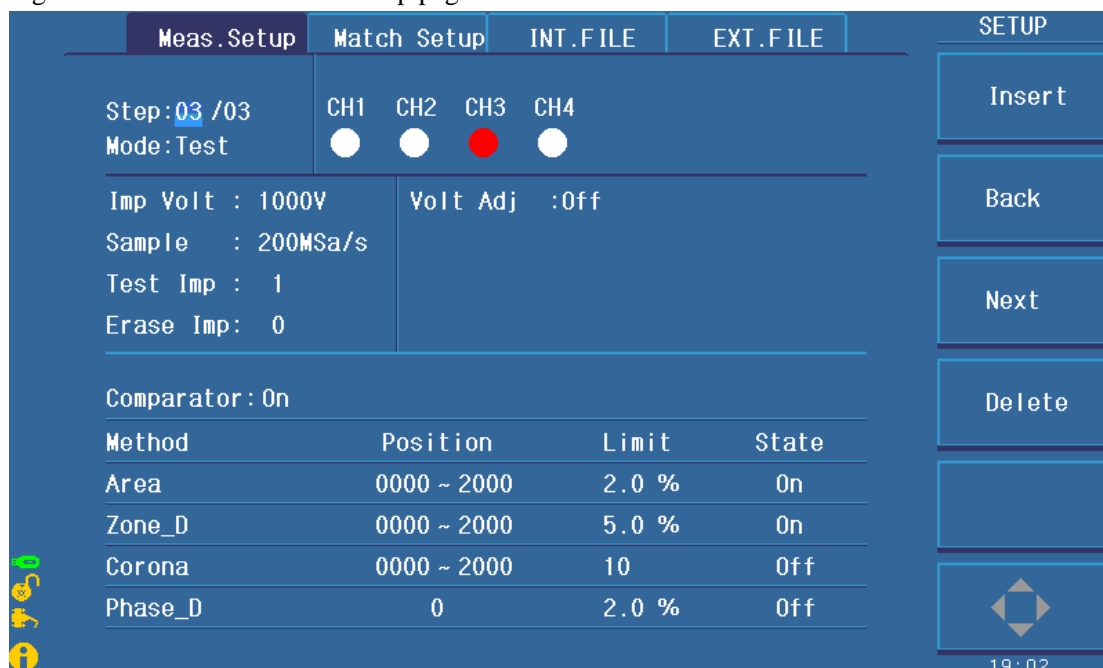 Meas.Setup Match Setup INT.FILE EXT.FILE SETUP
Step:03 /03 CH1 CH2 CH3 CH4
Mode:Test
Insert
Imp Volt : 1000V Volt Adj :Off
Sample : 200MSa/s
Test Imp : 1
Erase Imp: 0
Back
Next
Comparator:On
Delete
Method Position Limit State
Area 0000 ~ 2000 2.0 % On
Zone_D 0000 ~ 2000 5.0 % On
Corona 0000 ~ 2000 10 Off
Phase_D 0 2.0 % Off
19:02